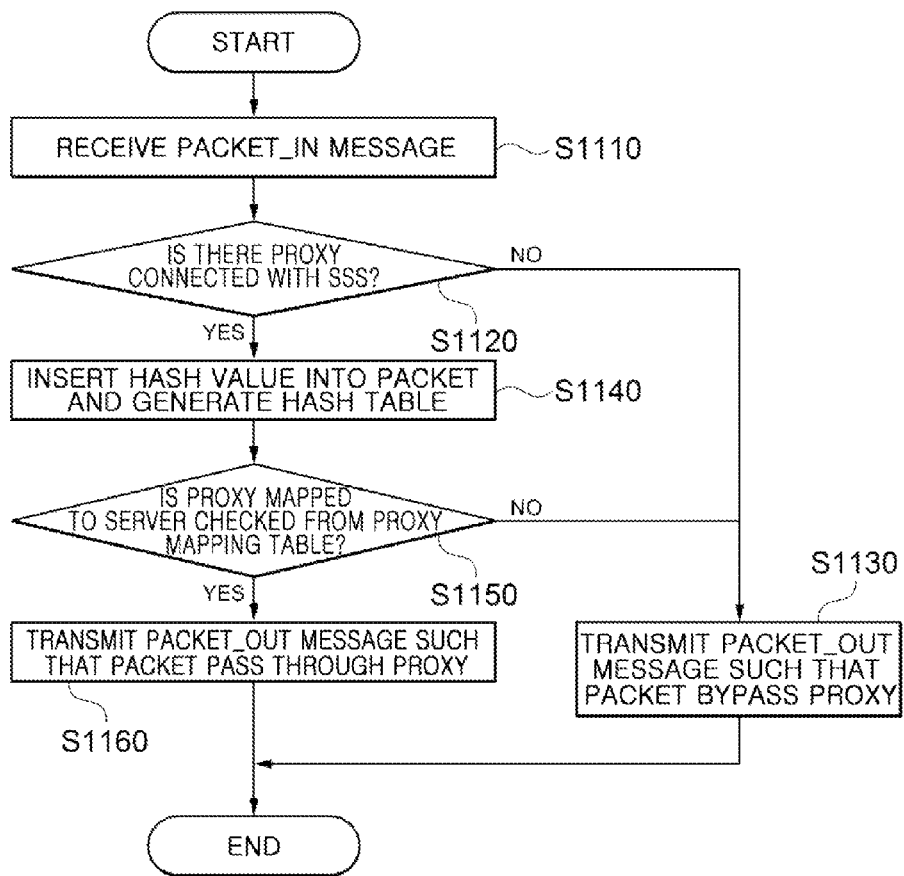 START
RECEIVE PACKET_IN MESSAGE
S1110
IS THERE PROXY
CONNECTED WITH SSS?
NO
YES
S1120
INSERT HASH VALUE INTO PACKET
AND GENERATE HASH TABLE
S1140
IS PROXY MAPPED
TO SERVER CHECKED FROM PROXY
MAPPING TABLE?
NO
YES
S1150
S1130
TRANSMIT PACKET_OUT MESSAGE SUCH
THAT PACKET PASS THROUGH PROXY
S1160
TRANSMIT PACKET_OUT
MESSAGE SUCH THAT
PACKET BYPASS PROXY
END